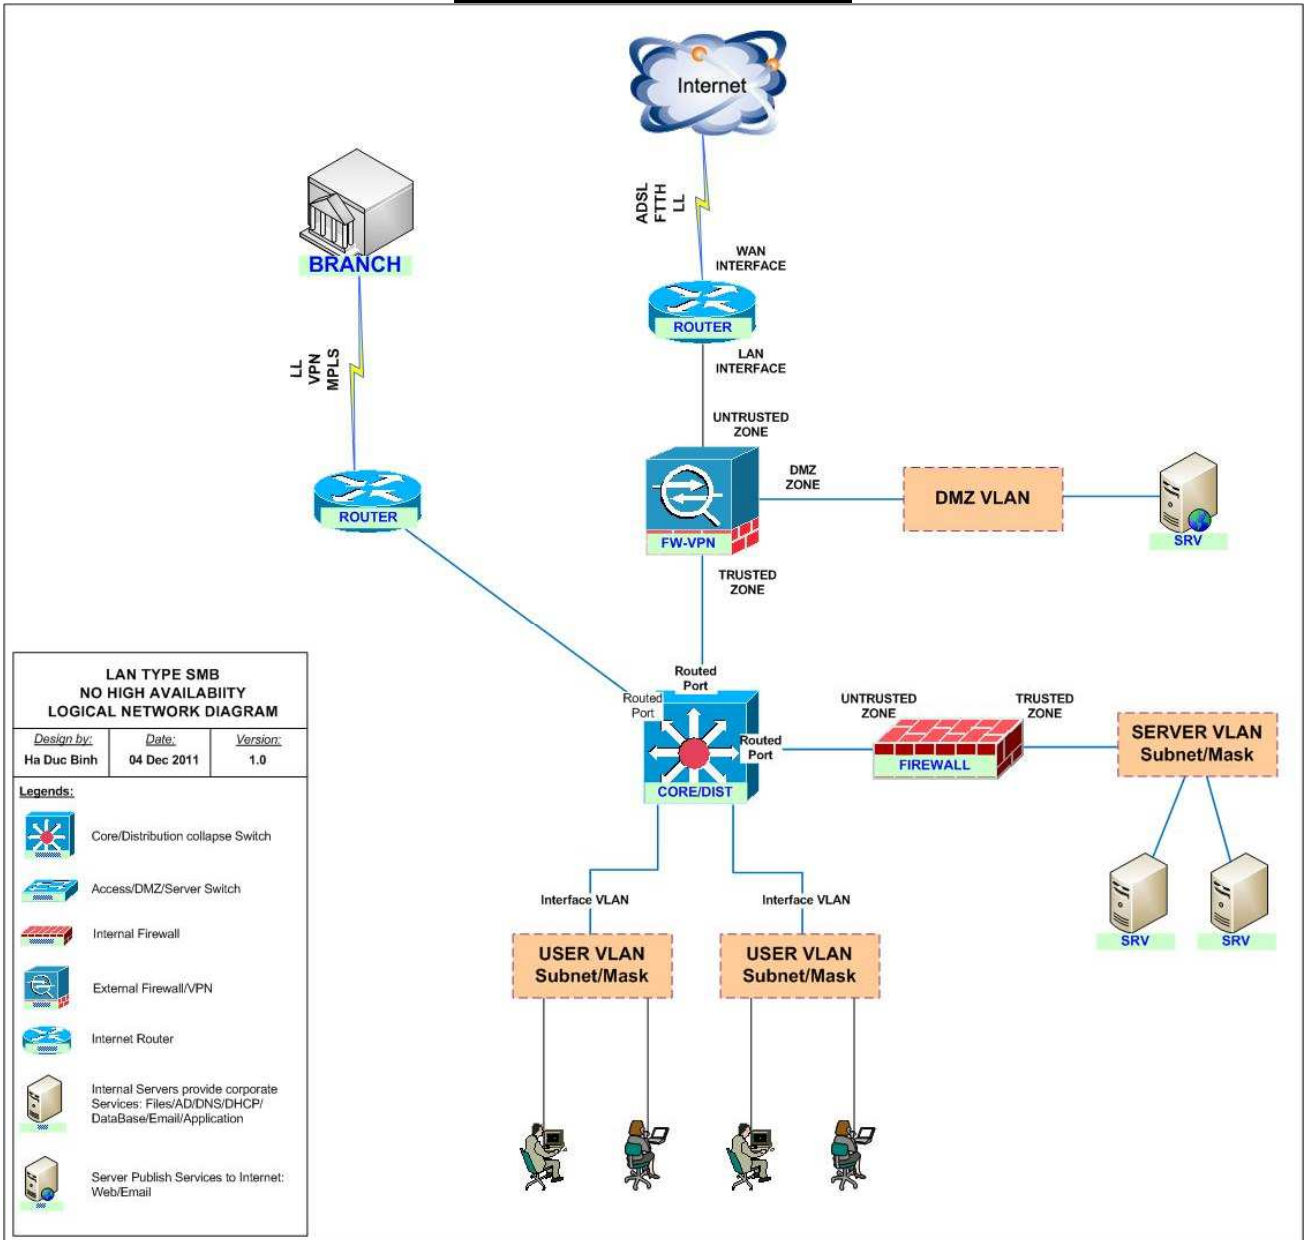 Internet
ADSL
FTTH
LL
WAN
INTERFACE
ROUTER
LAN
INTERFACE
BRANCH
LL
VPN
MPLS
ROUTER
UNTRUSTED
ZONE
FW-VPN
DMZ
ZONE
DMZ VLAN
SRV
TRUSTED
ZONE
Routed
Port
Routed
Port
Routed
Port
CORE/DIST
UNTRUSTED
ZONE
FIREWALL
TRUSTED
ZONE
SERVER VLAN
Subnet/Mask
SRV
SRV
Interface VLAN
Interface VLAN
USER VLAN
Subnet/Mask
USER VLAN
Subnet/Mask
LAN TYPE SMB
NO HIGH AVAILABIITY
LOGICAL NETWORK DIAGRAM
Design by:
Ha Duc Binh
Date:
04 Dec 2011
Version:
1.0
Legends:
Core/Distribution collapse Switch
Access/DMZ/Server Switch
Internal Firewall
External Firewall/VPN
Internet Router
Internal Servers provide corporate
Services: Files/AD/DNS/DHCP/
DataBase/Email/Application
Server Publish Services to Internet:
Web/Email